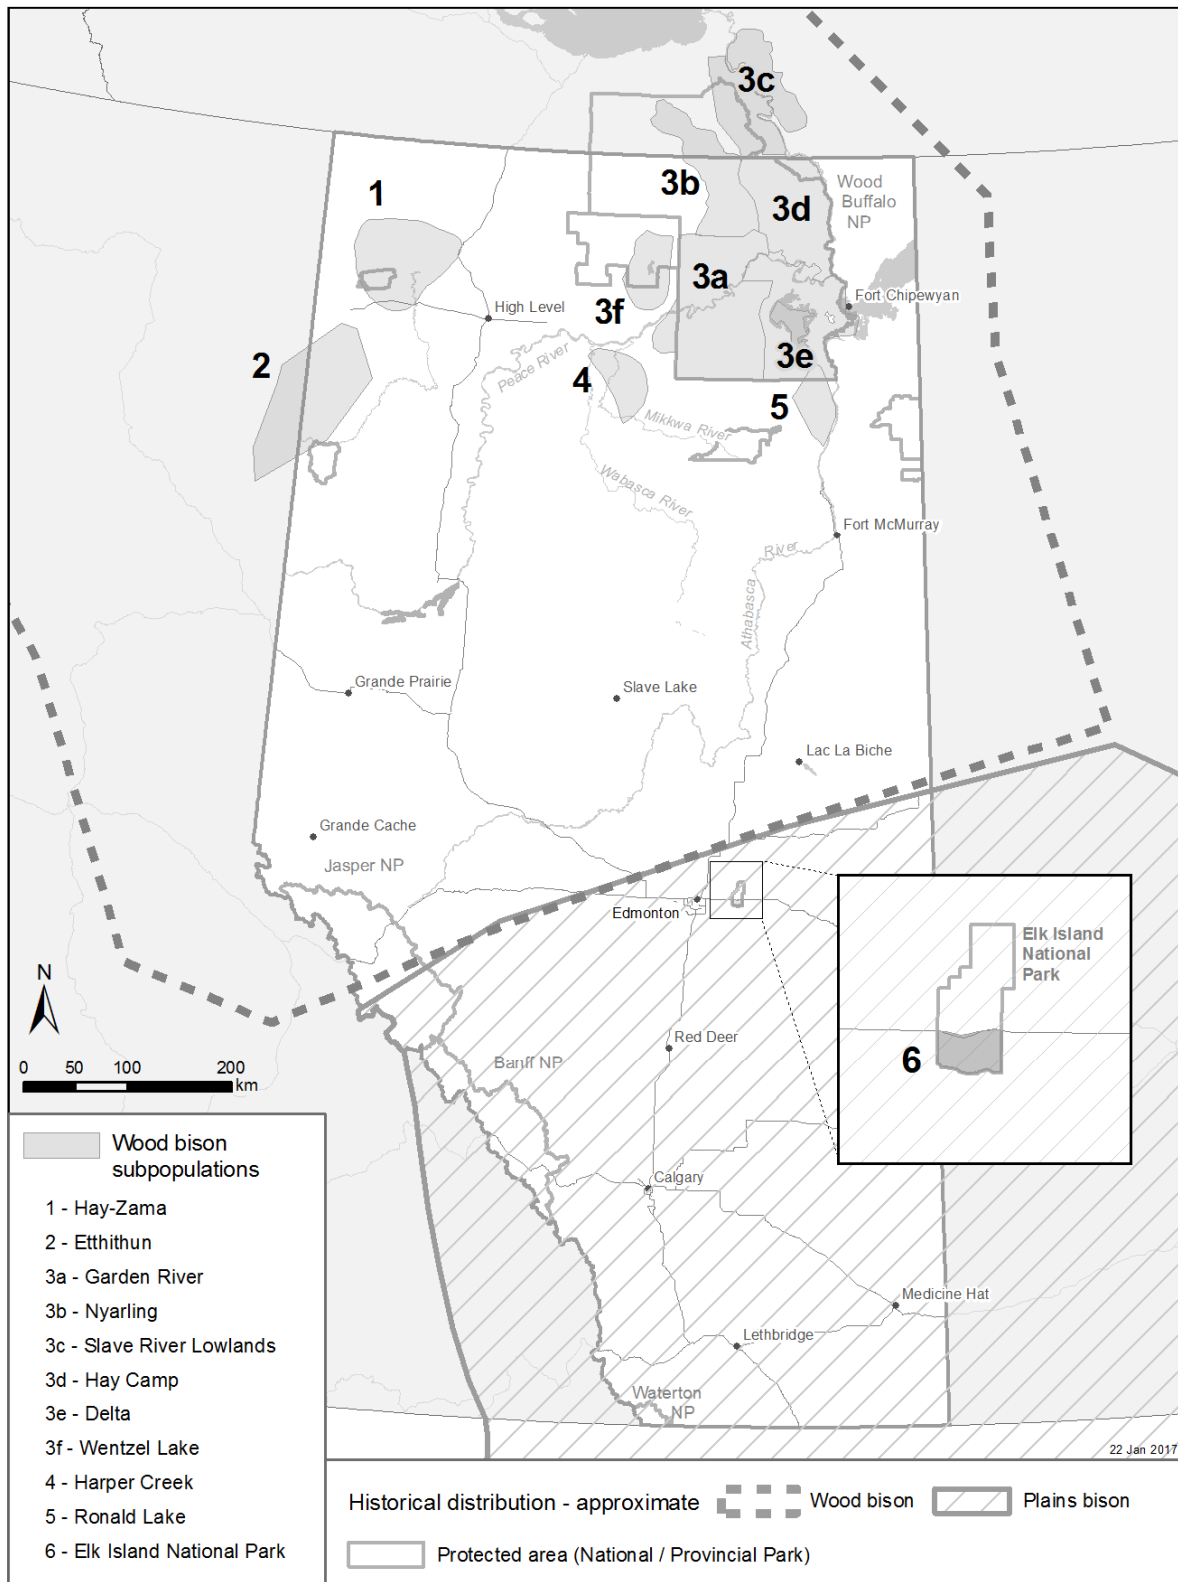 3c
3b
Wood
Buffalo
NP
1
3d
3a
Fort Chipewyan
High Level
3f
2
Peace River
4
3e
5
Mikkwa River
Wabasca River
Fort McMurray
River
Athabasca
Grande Prairie
Slave Lake
Lac La Biche
Grande Cache
Jasper NP
Edmonton
Elk Island
National
Park
N
6
Red Deer
Banff NP
0 50 100 200
km
Calgary
Medicine Hat
Lethbridge
Waterton
NP
22 Jan 2017
Wood bison
subpopulations
1 - Hay-Zama
2 - Etthithun
3a - Garden River
3b - Nyarling
3c - Slave River Lowlands
3d - Hay Camp
3e - Delta
3f - Wentzel Lake
4 - Harper Creek
5 - Ronald Lake
6 - Elk Island National Park
Historical distribution - approximate Wood bison Plains bison
Protected area (National / Provincial Park)